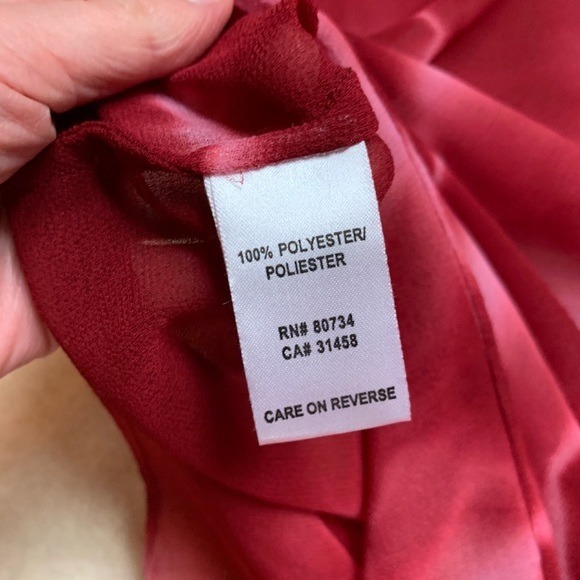 100% POLYESTER/
POLIESTER
RN# 80734
CA# 31458
CARE ON REVERSE